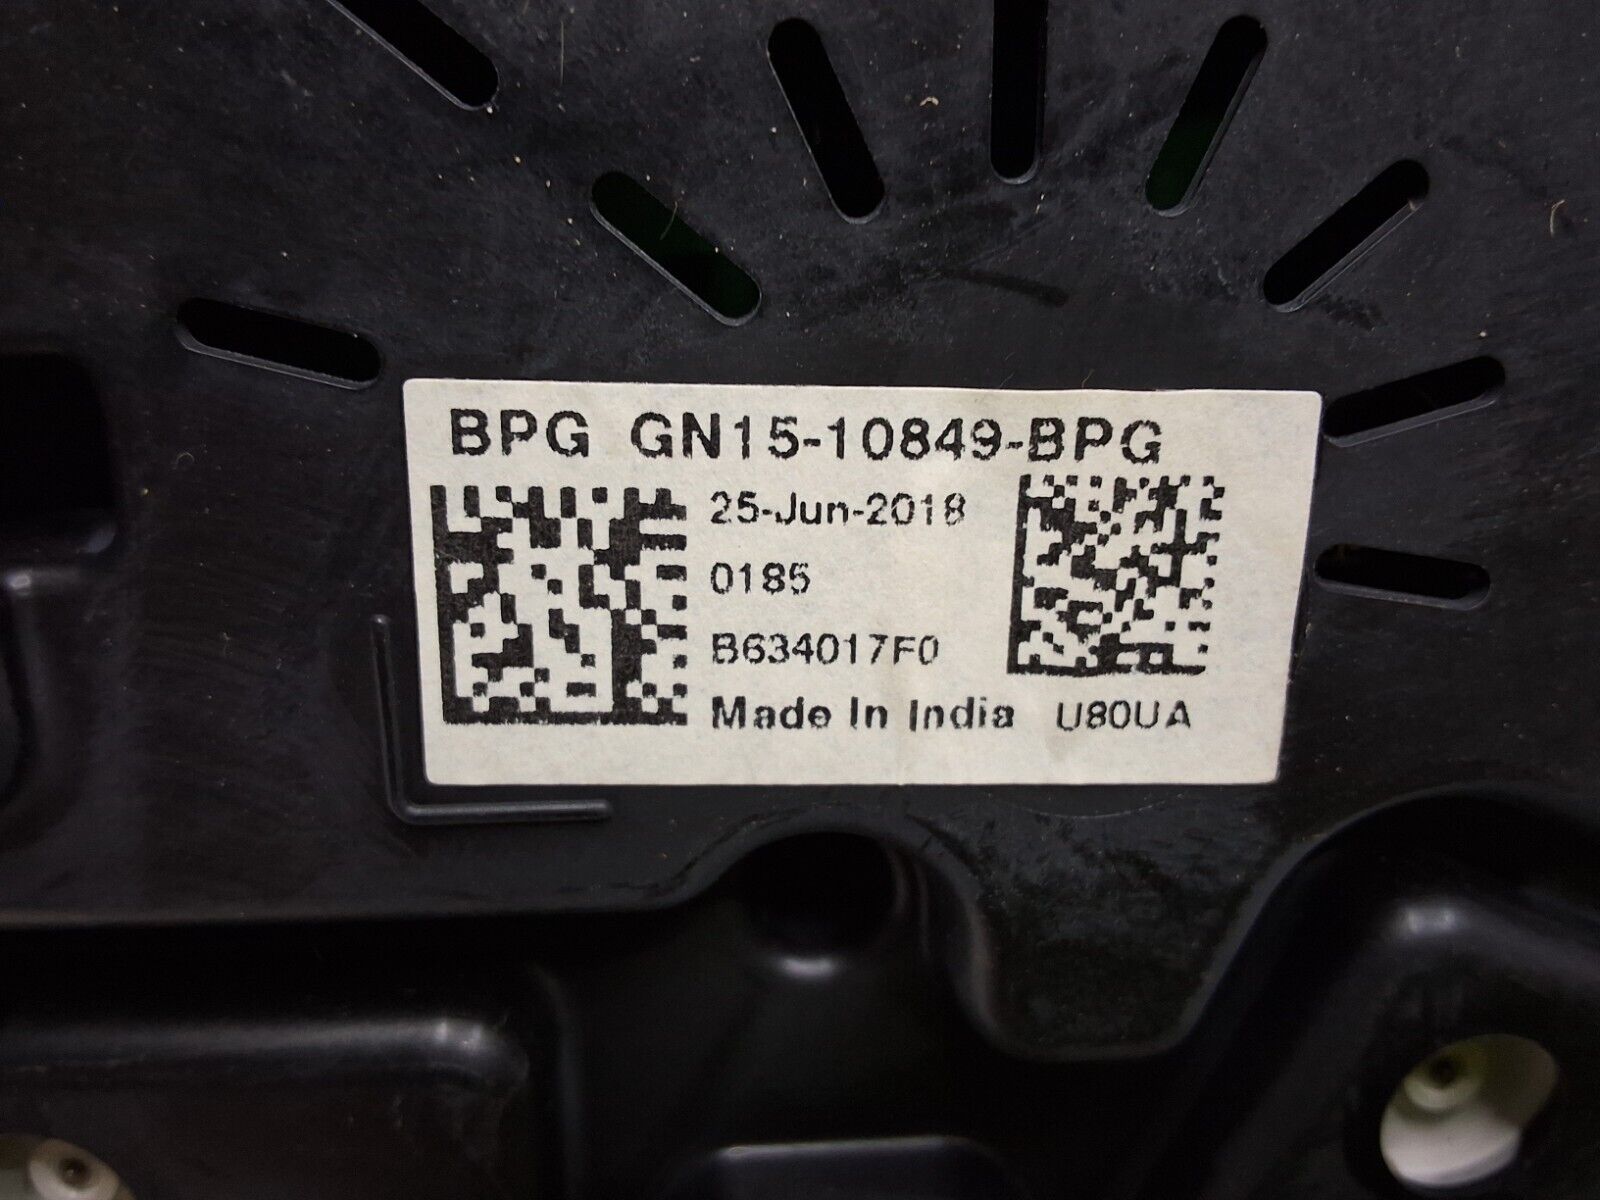 BPG GN15-10849-BPG
25-Jun-2018
0185
B634017F0
Made In India U80UA